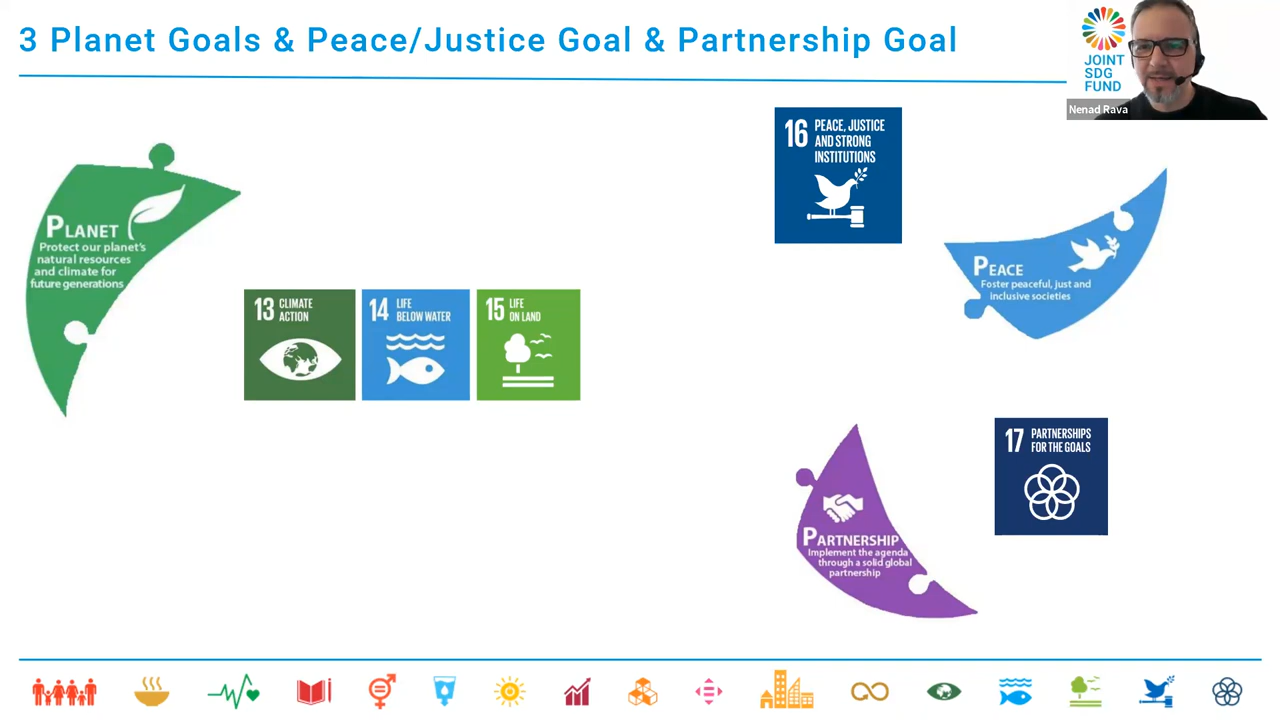 3 Planet Goals & Peace/Justice Goal & Partnership Goal
JOINT
SDG
FUND
Nenad Rava
PLANET
Protect our planet's
natural resources
and climate for
future generations
13 CLIMATE
ACTION
14 LIFE
BELOW WATER
15 LIFE
ON LAND
16 PEACE, JUSTICE
AND STRONG
INSTITUTIONS
PEACE
Foster peaceful, just and
inclusive societies
PARTNERSHIP
Implement the agenda
through a solid global
partnership
17 PARTNERSHIPS
FOR THE GOALS